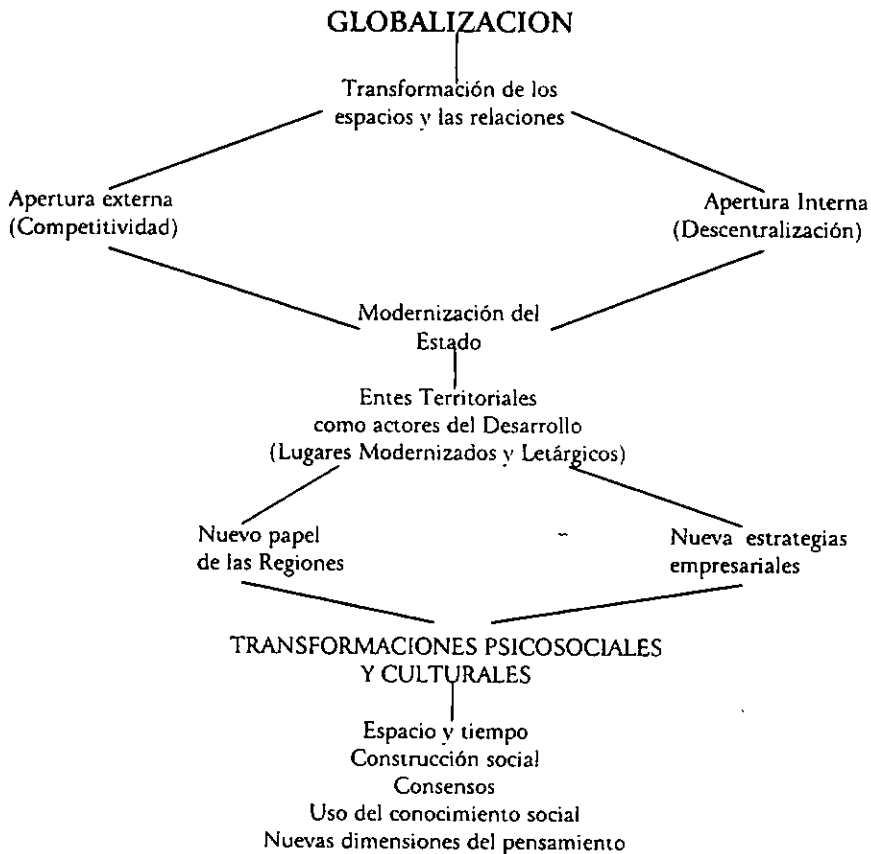 GLOBALIZACION
Transformación de los
espacios y las relaciones
Apertura externa
(Competitividad)
Apertura Interna
(Descentralización)
Modernización del
Estado
Entes Territoriales
como actores del Desarrollo
(Lugares Modernizados y Letárgicos)
Nuevo papel
de las Regiones
Nueva estrategias
empresariales
TRANSFORMACIONES PSICOSOCIALES
Y CULTURALES
Espacio y tiempo
Construcción social
Consensos
Uso del conocimiento social
Nuevas dimensiones del pensamiento